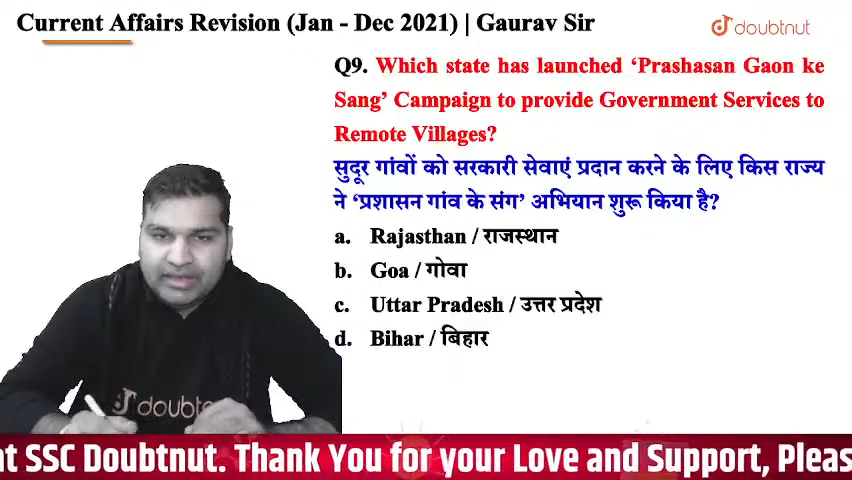 Current Affairs Revision (Jan - Dec 2021) | Gaurav Sir
doubtnut
Q9. Which state has launched ‘Prashasan Gaon ke
Sang’ Campaign to provide Government Services to
Remote Villages?
सुदूर गांवों को सरकारी सेवाएं प्रदान करने के लिए किस राज्य
ने ‘प्रशासन गांव के संग’ अभियान शुरू किया है?
a. Rajasthan / राजस्थान
b. Goa / गोवा
c. Uttar Pradesh / उत्तर प्रदेश
d. Bihar / बिहार
doubt
at SSC Doubtnut. Thank You for your Love and Support, Pleas